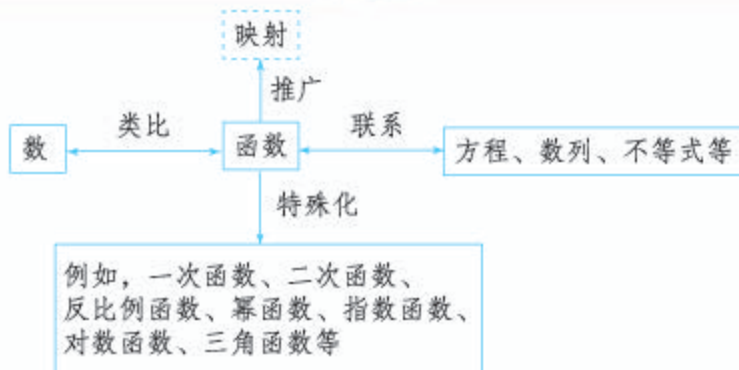 映射
推广
类比
联系
数
函数
方程、数列、不等式等
特殊化
例如，一次函数、二次函数、
反比例函数、幂函数、指数函数、
对数函数、三角函数等